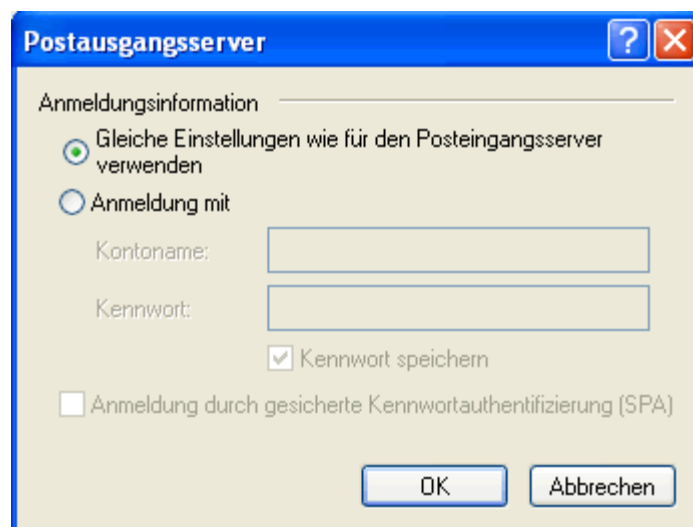 Postausgangsserver
Anmeldungsinformation
Gleiche Einstellungen wie für den Posteingangsserver
verwenden
Anmeldung mit
Kontoname:
Kennwort:
Kennwort speichern
Anmeldung durch gesicherte Kennwortauthentifizierung (SPA)
OK Abbrechen